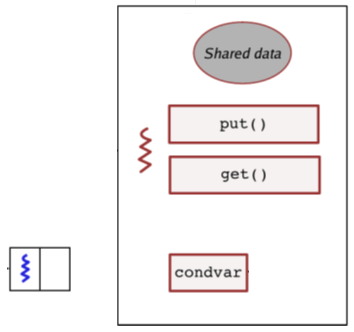 Shared data
put()
get()
condvar